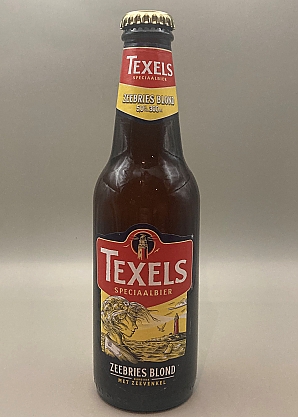 TEXELS
SPECIAALBIER
ZEEBRIES BLOND
TEXELS
SPECIAALBIER
ZEEBRIES BLOND
MET ZEEVENKEL